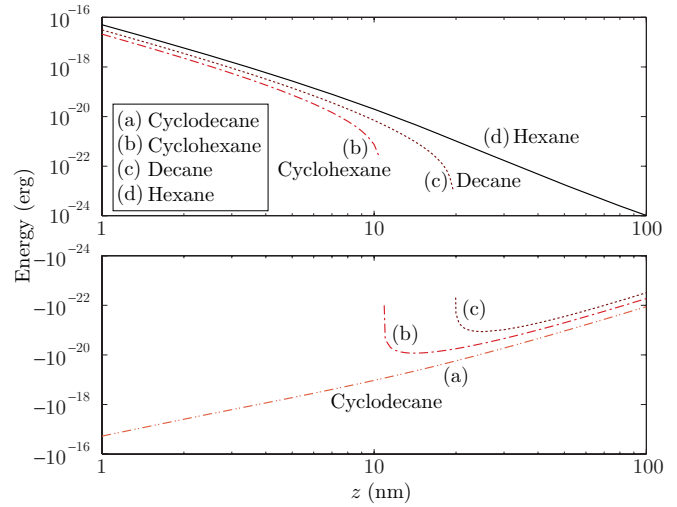 10⁻¹⁶
10⁻¹⁸
10⁻²⁰
10⁻²²
10⁻²⁴
(a) Cyclodecane
(b) Cyclohexane
(c) Decane
(d) Hexane
(b)
Cyclohexane
(c) Decane
(d) Hexane
1
10
100
Energy (erg)
−10⁻²⁴
−10⁻²²
−10⁻²⁰
−10⁻¹⁸
−10⁻¹⁶
(b)
(c)
(a)
Cyclodecane
1
10
100
z (nm)